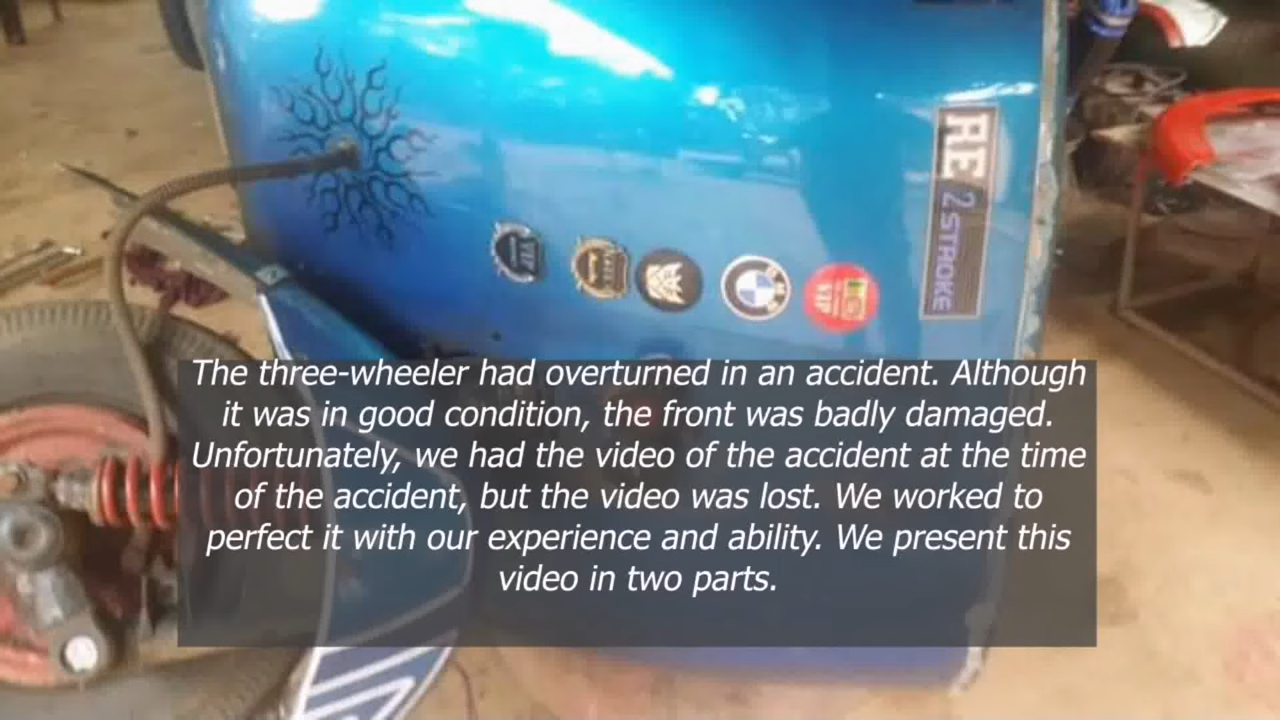 RE 2 STROKE
VIP
VIP
The three-wheeler had overturned in an accident. Although
it was in good condition, the front was badly damaged.
Unfortunately, we had the video of the accident at the time
of the accident, but the video was lost. We worked to
perfect it with our experience and ability. We present this
video in two parts.